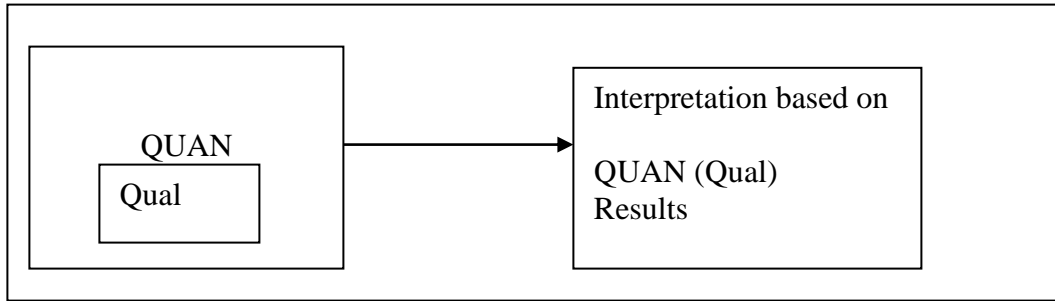 QUAN
Qual
Interpretation based on
QUAN (Qual)
Results